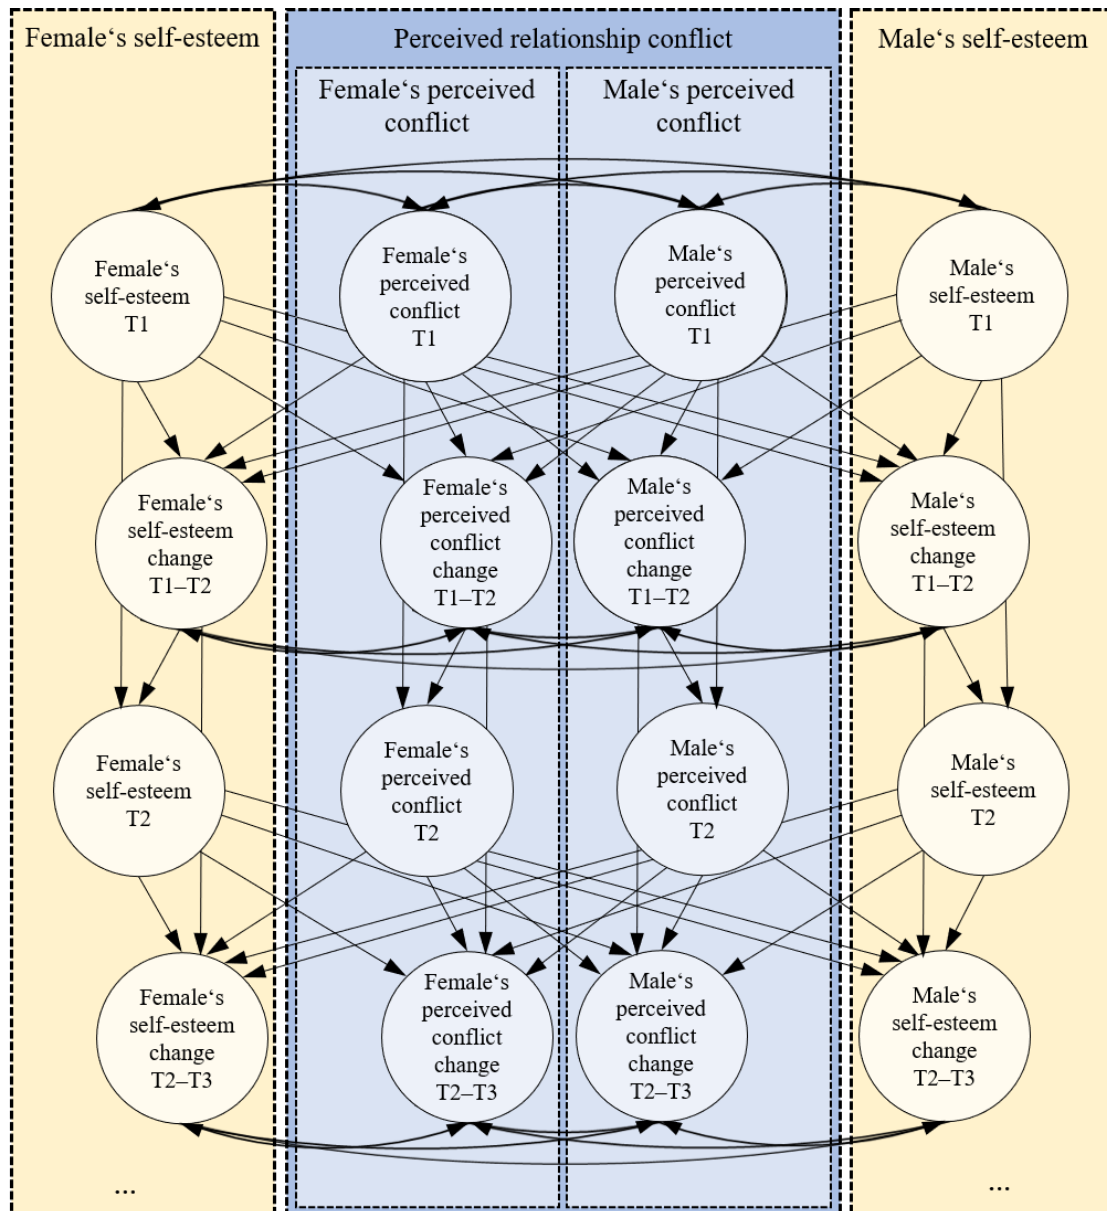 Female‘s self-esteem
Perceived relationship conflict
Male‘s self-esteem
Female‘s perceived
conflict
Male‘s perceived
conflict
Female‘s
self-esteem
T1
Female‘s
perceived
conflict
T1
Male‘s
perceived
conflict
T1
Male‘s
self-esteem
T1
Female‘s
self-esteem
change
T1–T2
Female‘s
perceived
conflict
change
T1–T2
Male‘s
perceived
conflict
change
T1–T2
Male‘s
self-esteem
change
T1–T2
Female‘s
self-esteem
T2
Female‘s
perceived
conflict
T2
Male‘s
perceived
conflict
T2
Male‘s
self-esteem
T2
Female‘s
self-esteem
change
T2–T3
Female‘s
perceived
conflict
change
T2–T3
Male‘s
perceived
conflict
change
T2–T3
Male‘s
self-esteem
change
T2–T3
...
...